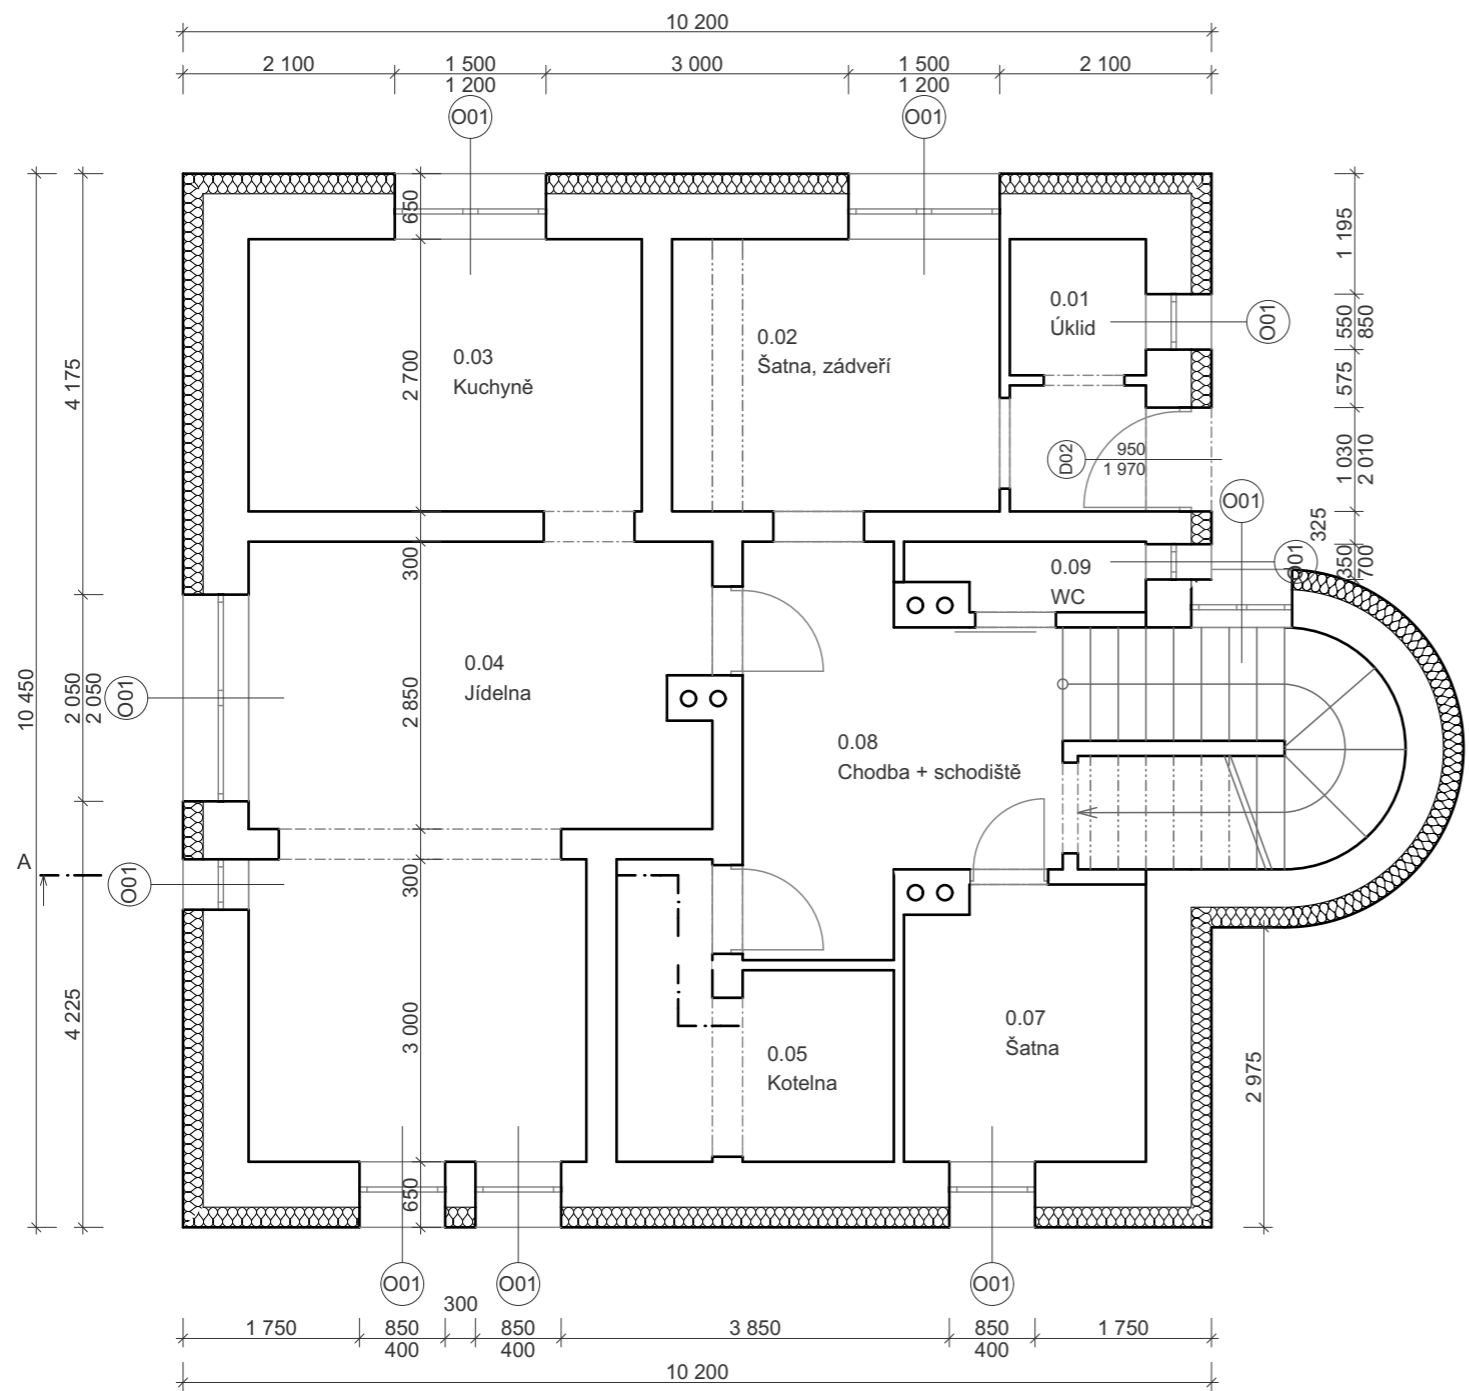 10 200
2 100
1 500
1 200
3 000
1 500
1 200
2 100
O01
O01
650
1 195
0.01
Úklid
O01
550
850
0.02
Šatna, zádveří
0.03
Kuchyně
2 700
4 175
575
D02
950
1 970
1 030
2 010
O01
325
300
0.09
WC
O01
350
700
0.04
Jídelna
10 450
2 050
2 050
O01
2 850
0.08
Chodba + schodiště
A
O01
300
4 225
3 000
0.07
Šatna
0.05
Kotelna
2 975
650
O01
O01
O01
300
1 750
850
400
850
400
3 850
850
400
1 750
10 200